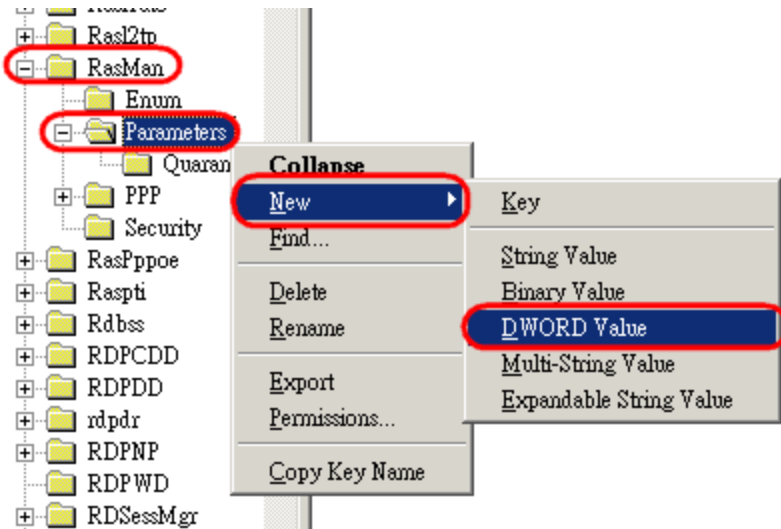 Rasl2tp
RasMan
Enum
Parameters
Quaran
PPP
Security
RasPppoe
Raspti
Rdbss
RDPCDD
RDPDD
rdpdr
RDPNP
RDPWD
RDSessMgr
Collapse
New
Find...
Delete
Rename
Export
Permissions...
Copy Key Name
Key
String Value
Binary Value
DWORD Value
Multi-String Value
Expandable String Value